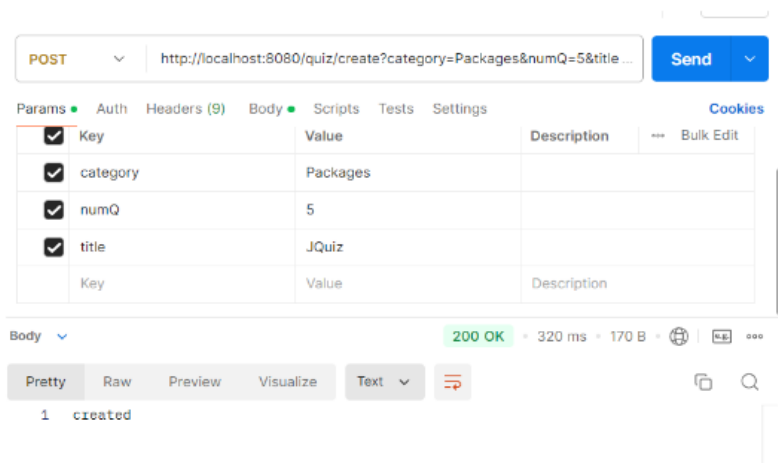 POST http://localhost:8080/quiz/create?category=Packages&numQ=5&title ... Send
Params Auth Headers (9) Body Scripts Tests Settings Cookies
Key Value Description ••• Bulk Edit
category Packages
numQ 5
title JQuiz
Key Value Description
Body 200 OK • 320 ms • 170 B • e.g. •••
Pretty Raw Preview Visualize Text
1 created